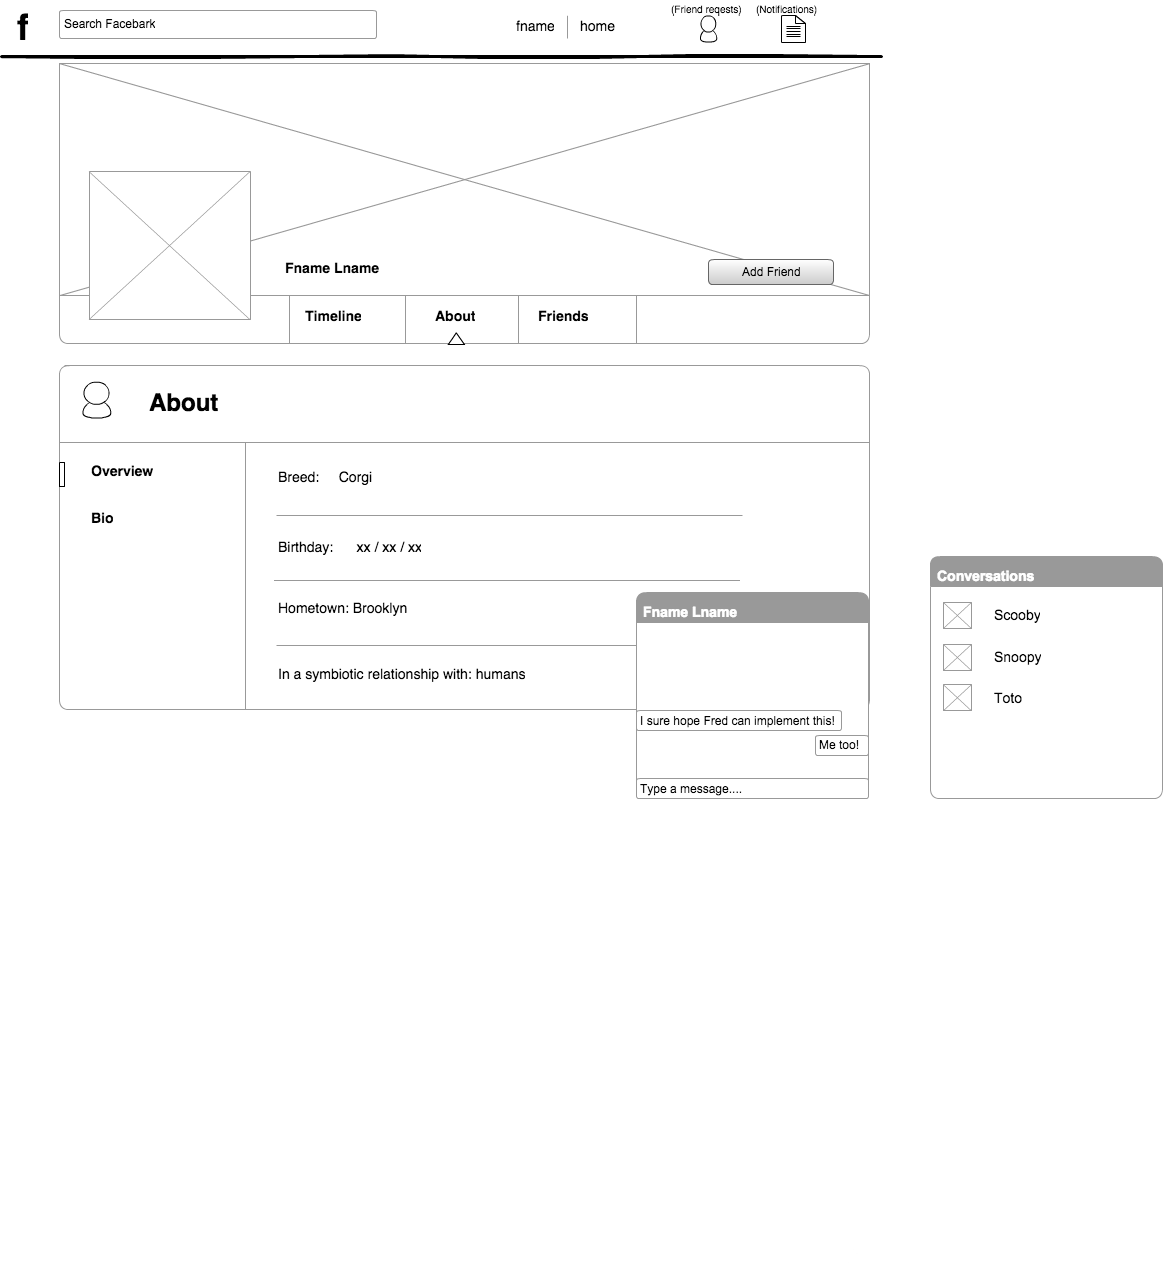 (Friend reqests) (Notifications)
f Search Facebark fname home
Fname Lname
Add Friend
Timeline About Friends
About
Overview
Bio
Breed: Corgi
Birthday: xx / xx / xx
Hometown: Brooklyn
In a symbiotic relationship with: humans
Fname Lname
I sure hope Fred can implement this!
Me too!
Type a message....
Conversations
Scooby
Snoopy
Toto